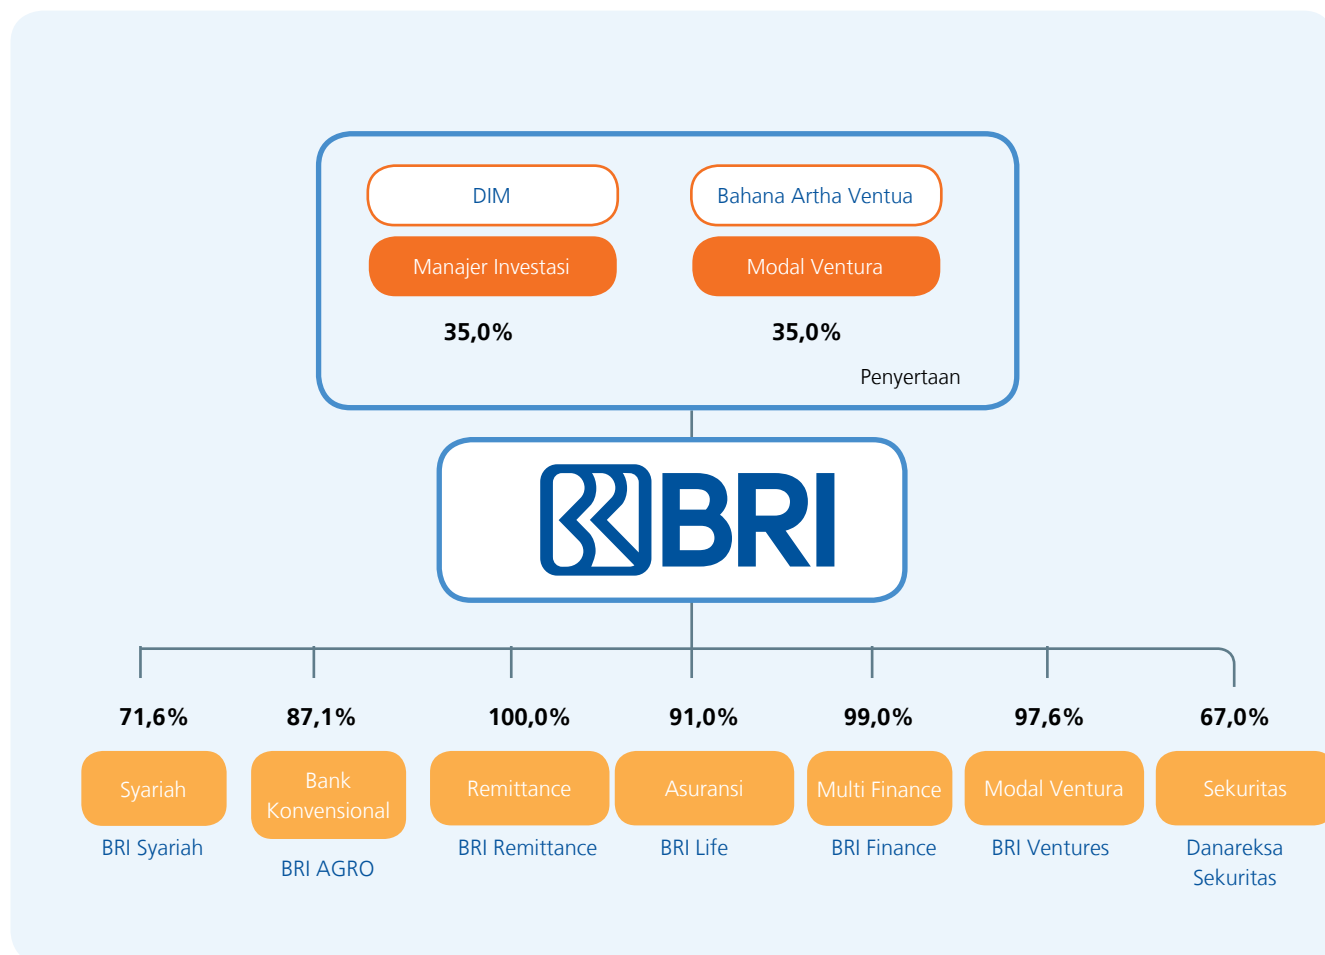 DIM
Bahana Artha Ventua
Manajer Investasi
Modal Ventura
35,0%
35,0%
Penyertaan
BRI
71,6%
87,1%
100,0%
91,0%
99,0%
97,6%
67,0%
Syariah
Bank
Konvensional
Remittance
Asuransi
Multi Finance
Modal Ventura
Sekuritas
BRI Syariah
BRI AGRO
BRI Remittance
BRI Life
BRI Finance
BRI Ventures
Danareksa
Sekuritas